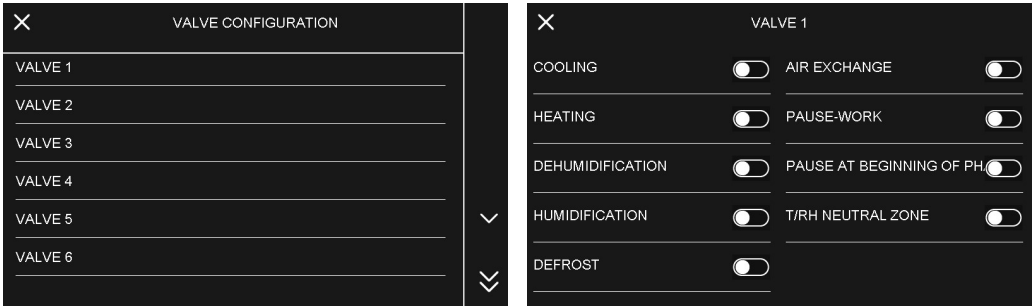 VALVE CONFIGURATION
VALVE 1
VALVE 2
VALVE 3
VALVE 4
VALVE 5
VALVE 6
VALVE 1
COOLING
HEATING
DEHUMIDIFICATION
HUMIDIFICATION
DEFROST
AIR EXCHANGE
PAUSE-WORK
PAUSE AT BEGINNING OF PH.
T/RH NEUTRAL ZONE